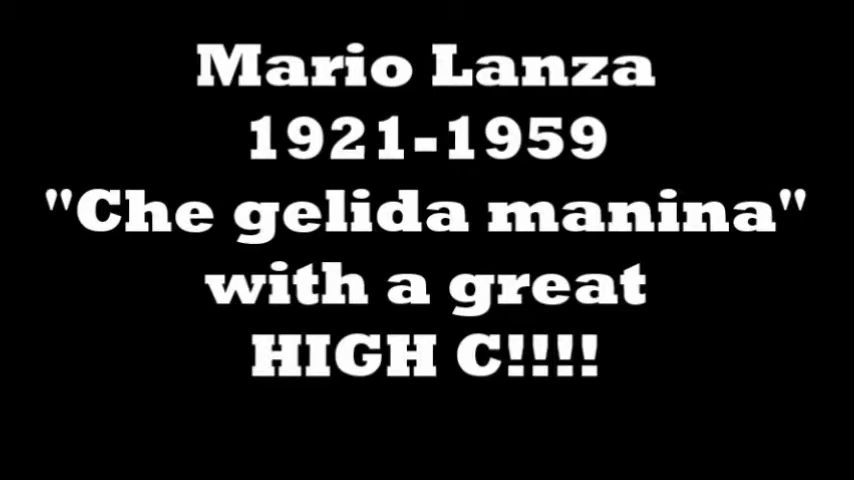 Mario Lanza
1921-1959
"Che gelida manina"
with a great
HIGH C!!!!